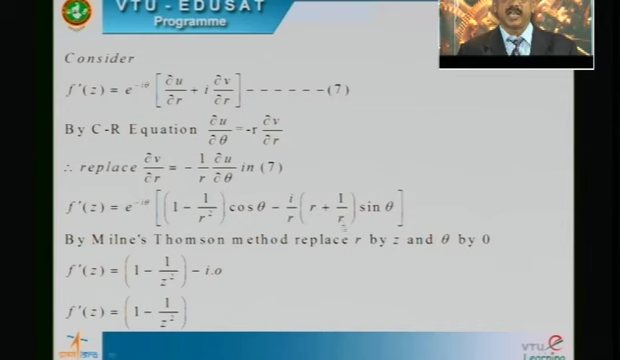 VTU - EDUSAT
Programme
Consider
f'(z) = e^{-iθ} [ ∂u/∂r + i ∂v/∂r ] - - - - - - (7)
By C-R Equation ∂u/∂θ = -r ∂v/∂r
∴ replace ∂v/∂r = - 1/r ∂u/∂θ in (7)
f'(z) = e^{-iθ} [ ( 1 - 1/r² ) cos θ - i/r ( r + 1/r ) sin θ ]
By Milne's Thomson method replace r by z and θ by 0
f'(z) = ( 1 - 1/z² ) - i.o
f'(z) = ( 1 - 1/z² )
VTU e
Learning